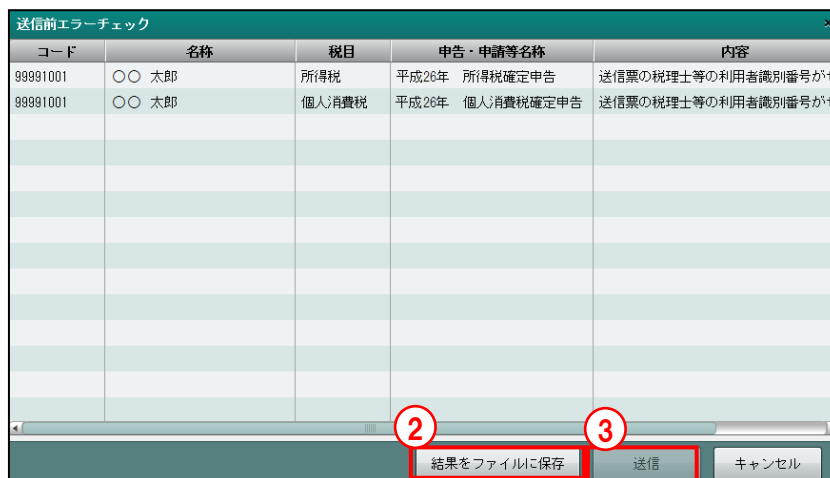 送信前エラーチェック
コード 名称 税目 申告・申請等名称 内容
99991001 ○○ 太郎 所得税 平成26年 所得税確定申告 送信票の税理士等の利用者識別番号が
99991001 ○○ 太郎 個人消費税 平成26年 個人消費税確定申告 送信票の税理士等の利用者識別番号が
② ③
結果をファイルに保存 送信 キャンセル